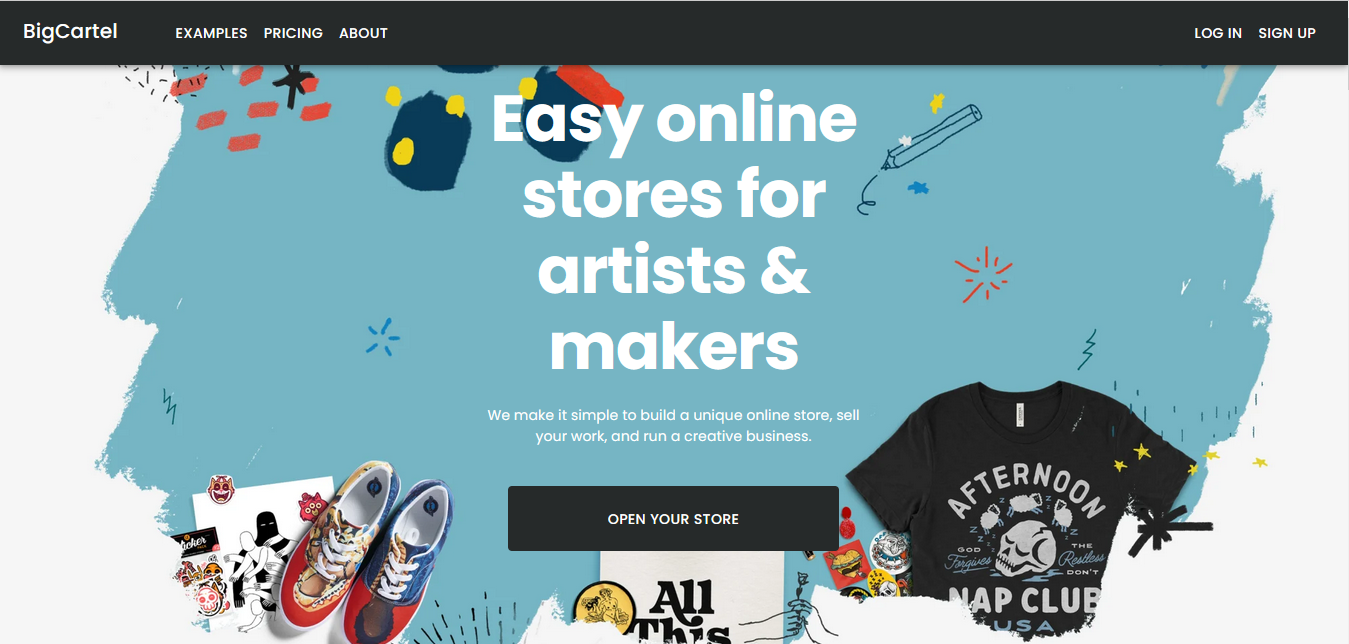 BigCartel
EXAMPLES PRICING ABOUT
LOG IN SIGN UP
Easy online
stores for
artists &
makers
We make it simple to build a unique online store, sell
your work, and run a creative business.
OPEN YOUR STORE
AFTERNOON
GOD THE
Forgives Restless
DON'T
NAP CLUB
USA
Z Z Z Z Z Z
All
This